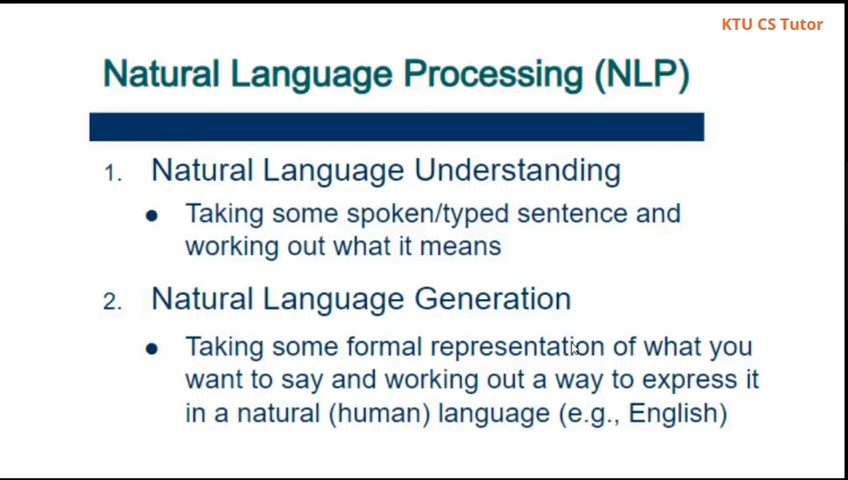 KTU CS Tutor
Natural Language Processing (NLP)
1. Natural Language Understanding
● Taking some spoken/typed sentence and
working out what it means
2. Natural Language Generation
● Taking some formal representation of what you
want to say and working out a way to express it
in a natural (human) language (e.g., English)